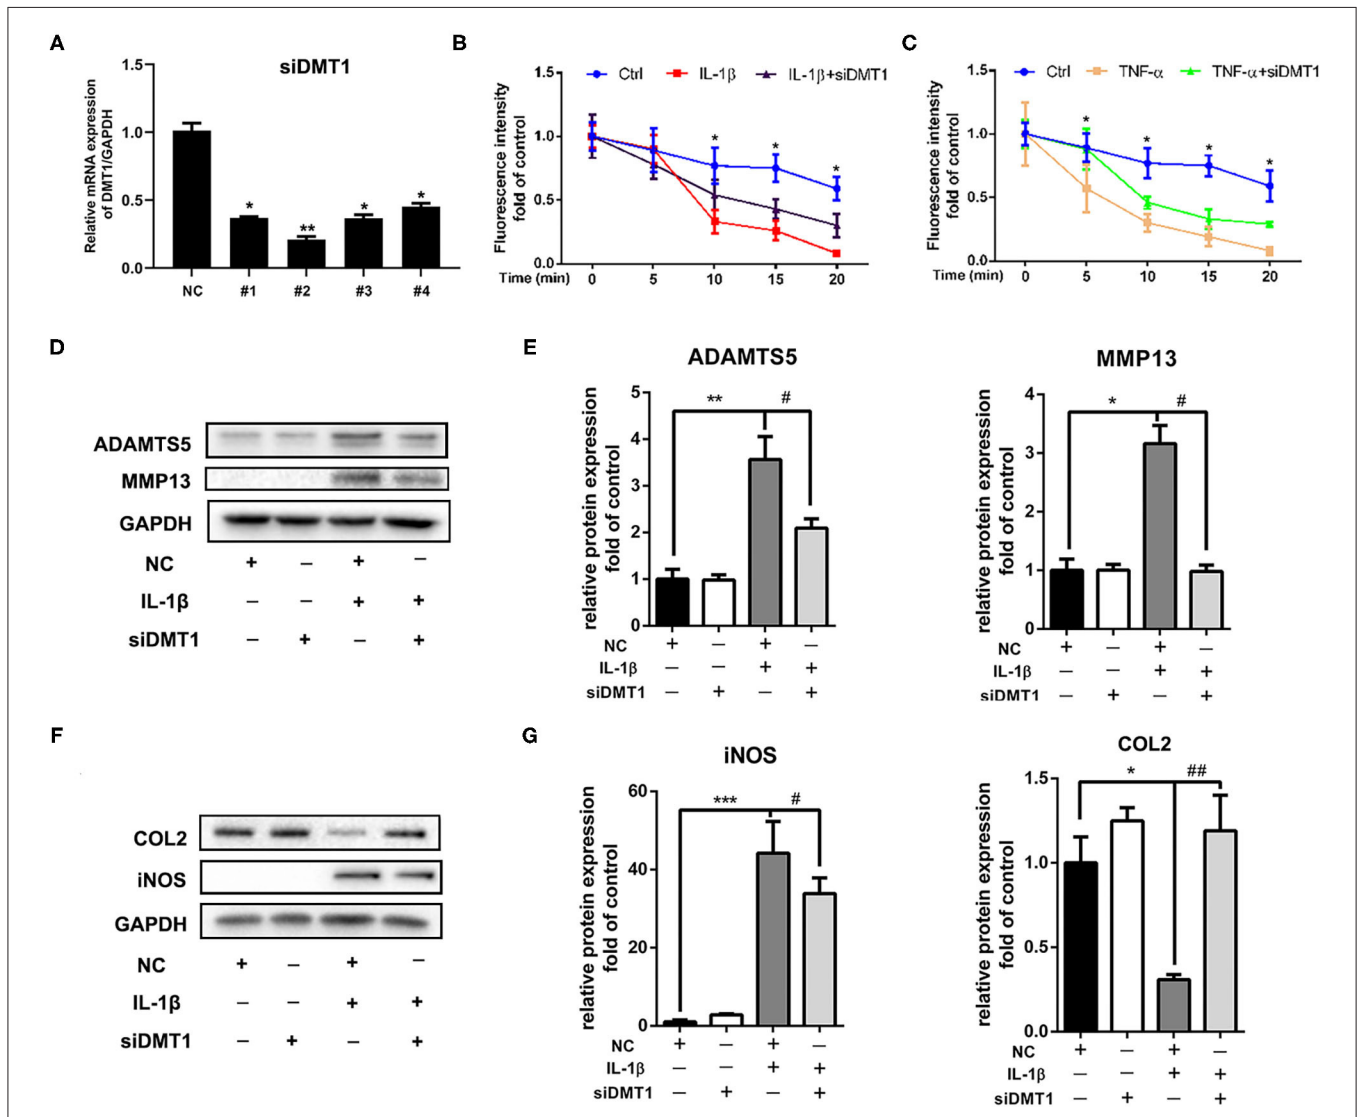 A
siDMT1
Relative mRNA expression
of DMT1/GAPDH
1.5
1.0
0.5
0.0
* ** * *
NC #1 #2 #3 #4
B
Ctrl IL-1β IL-1β+siDMT1
Fluorescence intensity
fold of control
1.5
1.0
0.5
0.0
* * *
Time (min) 0 5 10 15 20
C
Ctrl TNF-α TNF-α+siDMT1
Fluorescence intensity
fold of control
1.5
1.0
0.5
0.0
* * * *
Time (min) 0 5 10 15 20
D
ADAMTS5
MMP13
GAPDH
NC + – + –
IL-1β – – + +
siDMT1 – + – +
E
ADAMTS5
relative protein expression
fold of control
5
4
3
2
1
0
** #
NC + – + –
IL-1β – – + +
siDMT1 – + – +
MMP13
relative protein expression
fold of control
4
3
2
1
0
* #
NC + – + –
IL-1β – – + +
siDMT1 – + – +
F
COL2
iNOS
GAPDH
NC + – + –
IL-1β – – + +
siDMT1 – + – +
G
iNOS
relative protein expression
fold of control
60
40
20
0
*** #
NC + – + –
IL-1β – – + +
siDMT1 – + – +
COL2
relative protein expression
fold of control
1.5
1.0
0.5
0.0
* ##
NC + – + –
IL-1β – – + +
siDMT1 – + – +